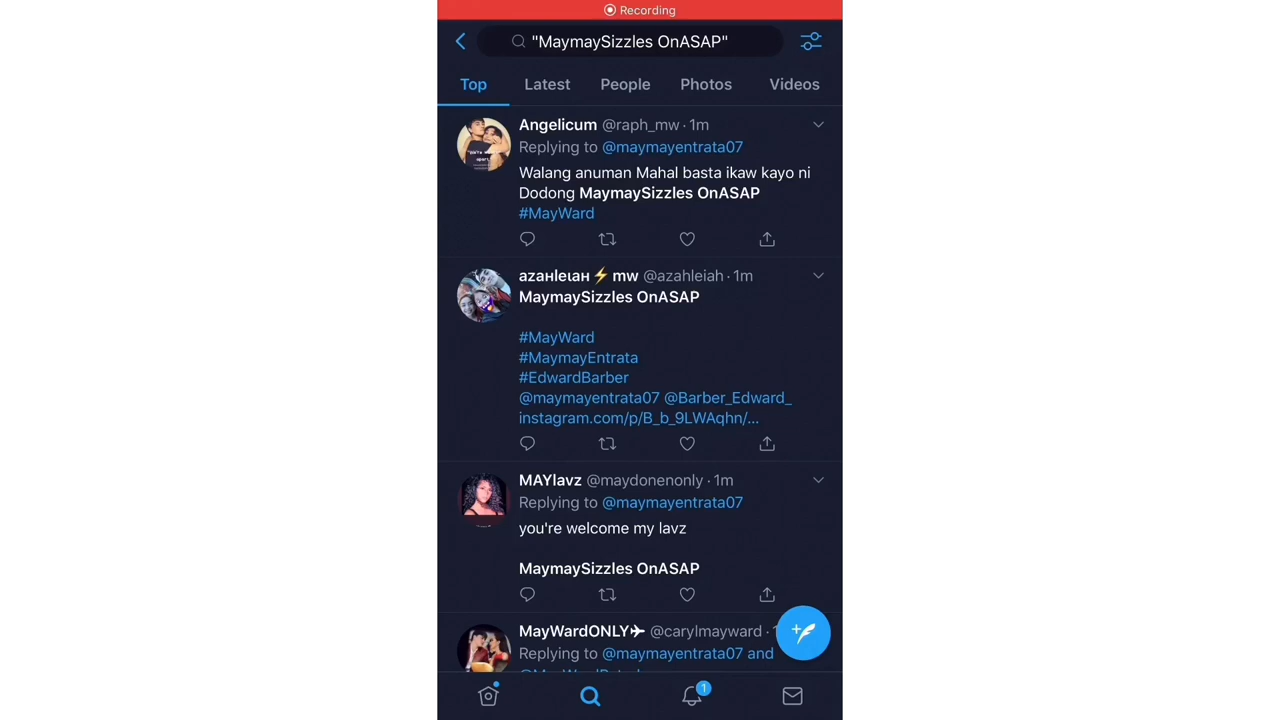 Recording
"MaymaySizzles OnASAP"
Top Latest People Photos Videos
Angelicum @raph_mw · 1m
Replying to @maymayentrata07
Walang anuman Mahal basta ikaw kayo ni
Dodong MaymaySizzles OnASAP
#MayWard
azaнleιaн⚡mw @azahleiah · 1m
MaymaySizzles OnASAP
#MayWard
#MaymayEntrata
#EdwardBarber
@maymayentrata07 @Barber_Edward_
instagram.com/p/B_b_9LWAqhn/...
MAYlavz @maydonenonly · 1m
Replying to @maymayentrata07
you're welcome my lavz
MaymaySizzles OnASAP
MayWardONLY✈ @carylmayward ·
Replying to @maymayentrata07 and
1